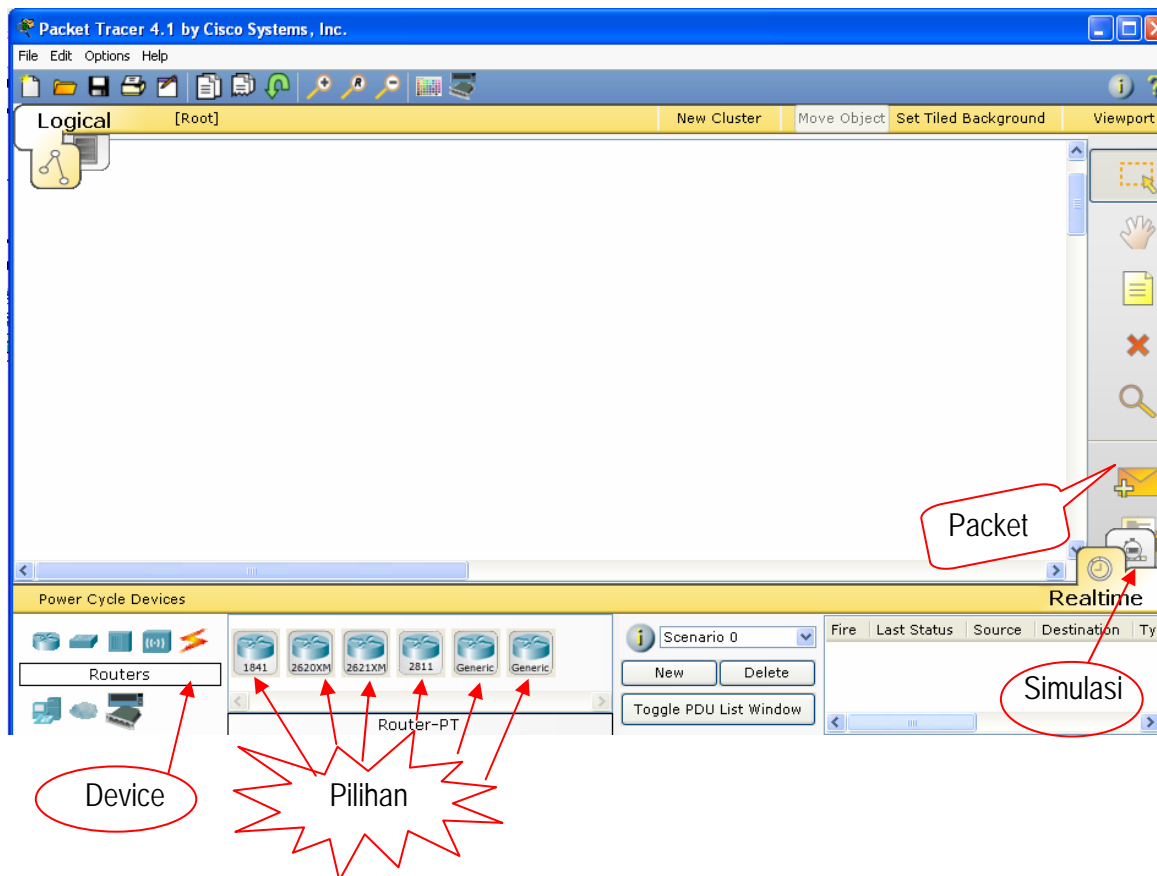 Packet Tracer 4.1 by Cisco Systems, Inc.
File Edit Options Help
Logical [Root] New Cluster Move Object Set Tiled Background Viewport
Packet
Power Cycle Devices Realtime
Routers
1841 2620XM 2621XM 2811 Generic Generic
Router-PT
Scenario 0
New Delete
Toggle PDU List Window
Fire Last Status Source Destination Ty
Simulasi
Device
Pilihan